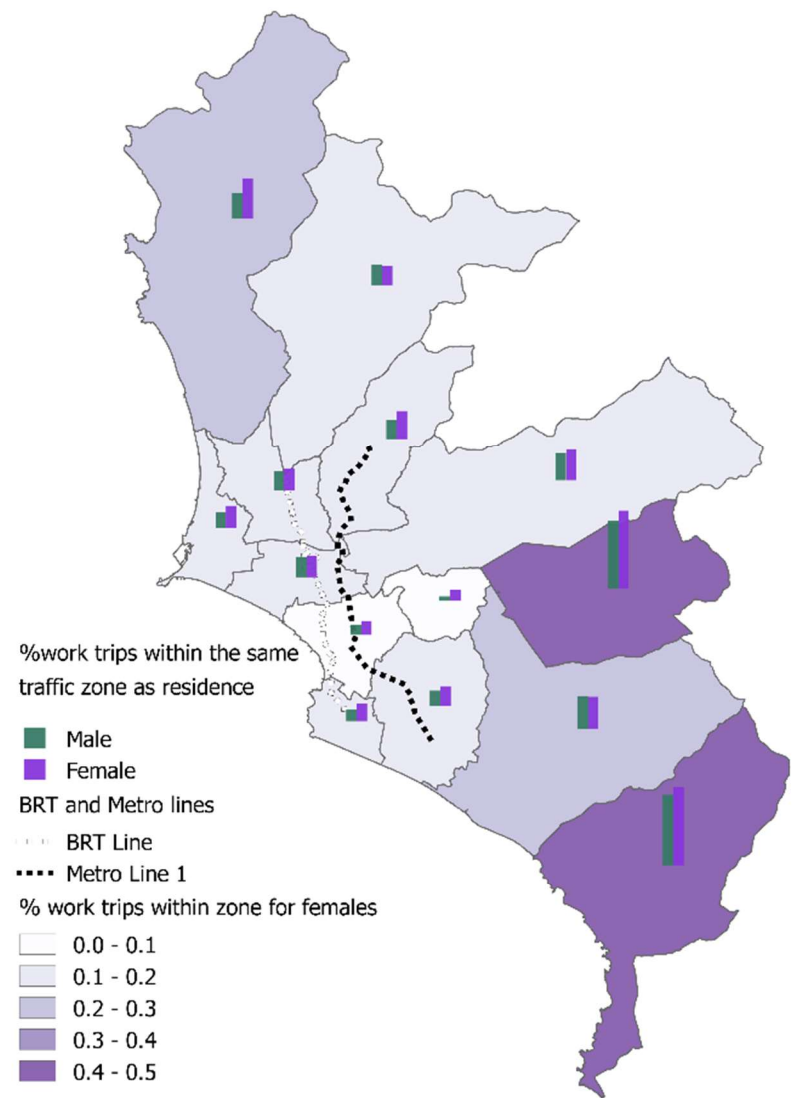 %work trips within the same
traffic zone as residence
Male
Female
BRT and Metro lines
BRT Line
Metro Line 1
% work trips within zone for females
0.0 - 0.1
0.1 - 0.2
0.2 - 0.3
0.3 - 0.4
0.4 - 0.5